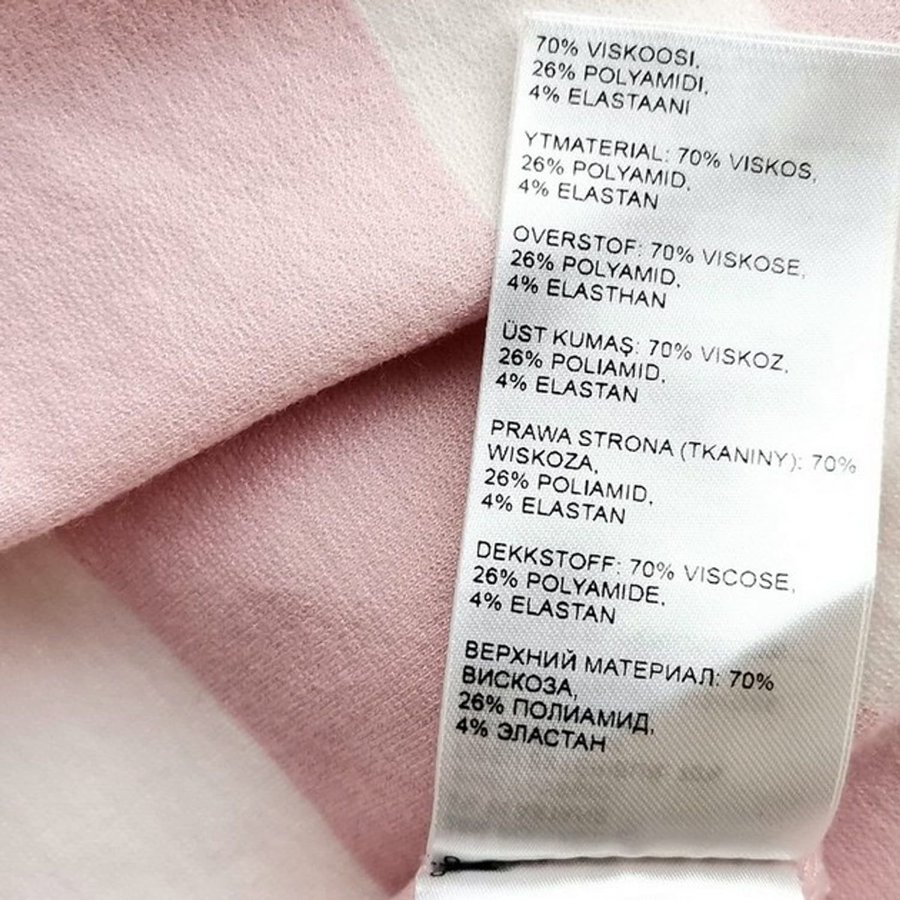 70% VISKOOSI,
26% POLYAMIDI,
4% ELASTAANI
YTMATERIAL: 70% VISKOS,
26% POLYAMID,
4% ELASTAN
OVERSTOF: 70% VISKOSE,
26% POLYAMID,
4% ELASTHAN
ÜST KUMAŞ: 70% VISKOZ,
26% POLIAMID,
4% ELASTAN
PRAWA STRONA (TKANINY): 70%
WISKOZA,
26% POLIAMID,
4% ELASTAN
DEKKSTOFF: 70% VISCOSE,
26% POLYAMIDE,
4% ELASTAN
ВЕРХНИЙ МАТЕРИАЛ: 70%
ВИСКОЗА,
26% ПОЛИАМИД,
4% ЭЛАСТАН